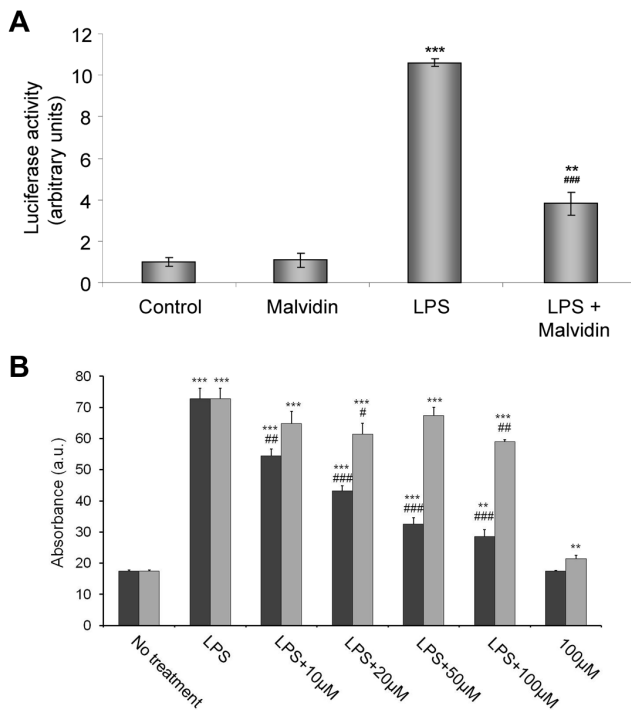 A
Luciferase activity
(arbitrary units)
12
10
8
6
4
2
0
***
**
###
Control
Malvidin
LPS
LPS +
Malvidin
B
Absorbance (a.u.)
80
70
60
50
40
30
20
10
0
*** ***
***
##
***
***
###
***
#
***
###
***
**
###
***
##
**
No treatment
LPS
LPS+10µM
LPS+20µM
LPS+50µM
LPS+100µM
100µM